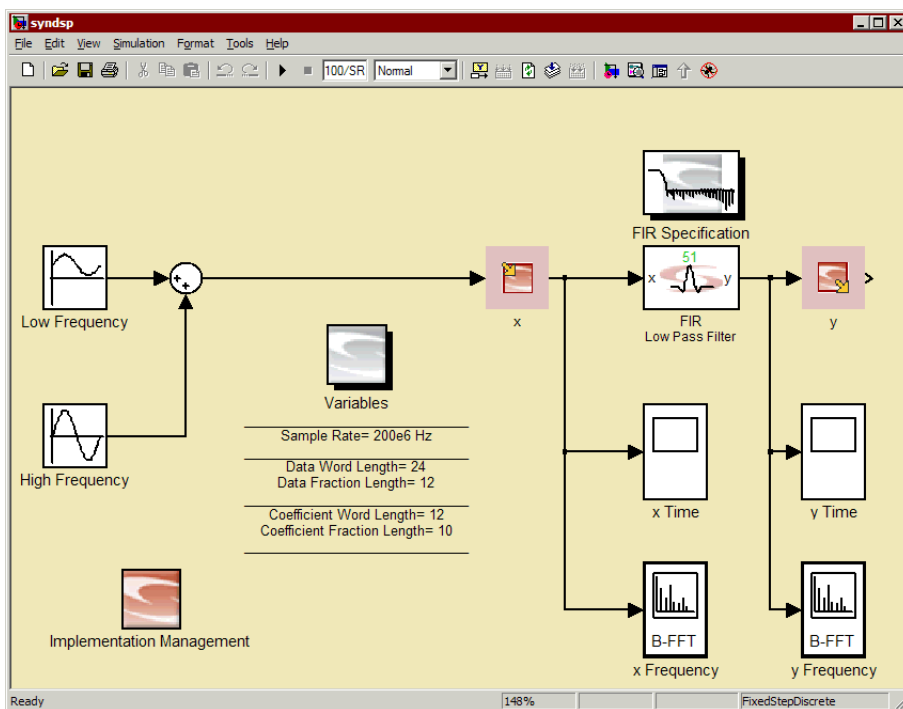 syndsp
File Edit View Simulation Format Tools Help
100/SR Normal
FIR Specification
51
x y
Low Frequency
x
FIR
Low Pass Filter
y
Variables
Sample Rate= 200e6 Hz
Data Word Length= 24
Data Fraction Length= 12
Coefficient Word Length= 12
Coefficient Fraction Length= 10
High Frequency
x Time
y Time
Implementation Management
B-FFT
B-FFT
x Frequency
y Frequency
Ready 148% FixedStepDiscrete